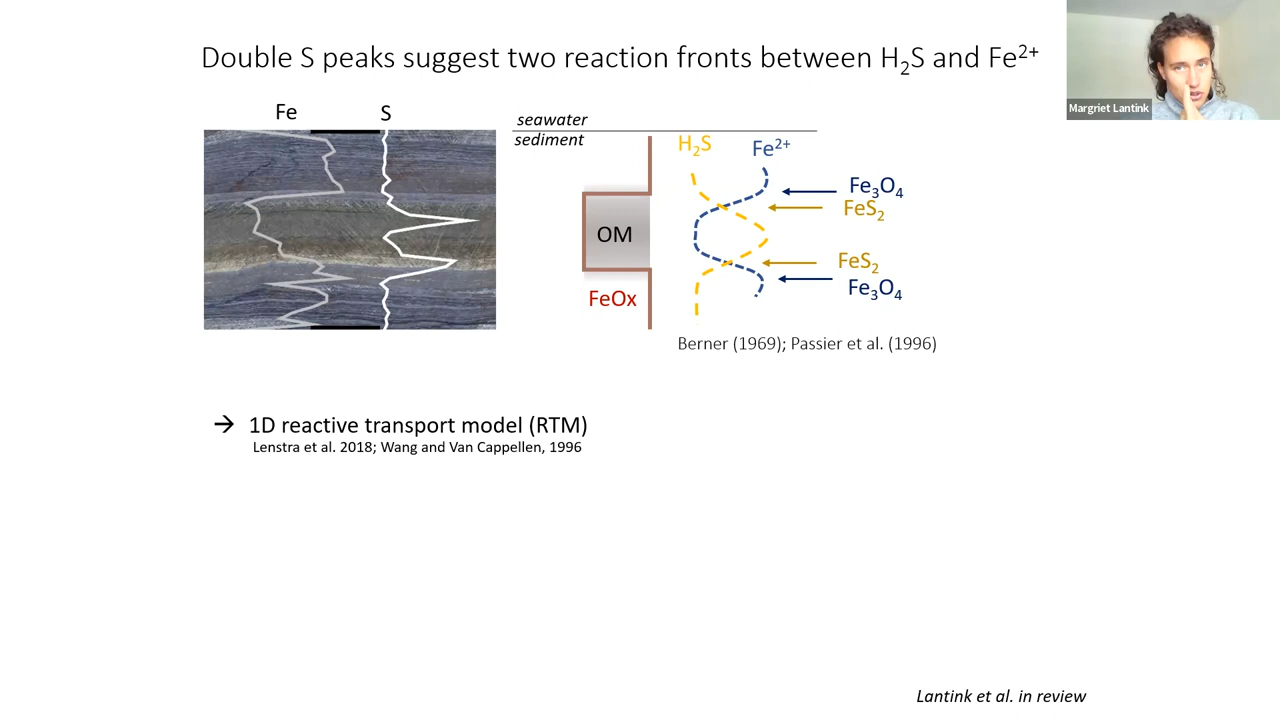 Double S peaks suggest two reaction fronts between H₂S and Fe²⁺
Margriet Lantink
Fe
S
seawater
sediment
H₂S
Fe²⁺
Fe₃O₄
FeS₂
OM
FeS₂
Fe₃O₄
FeOx
Berner (1969); Passier et al. (1996)
→ 1D reactive transport model (RTM)
Lenstra et al. 2018; Wang and Van Cappellen, 1996
Lantink et al. in review